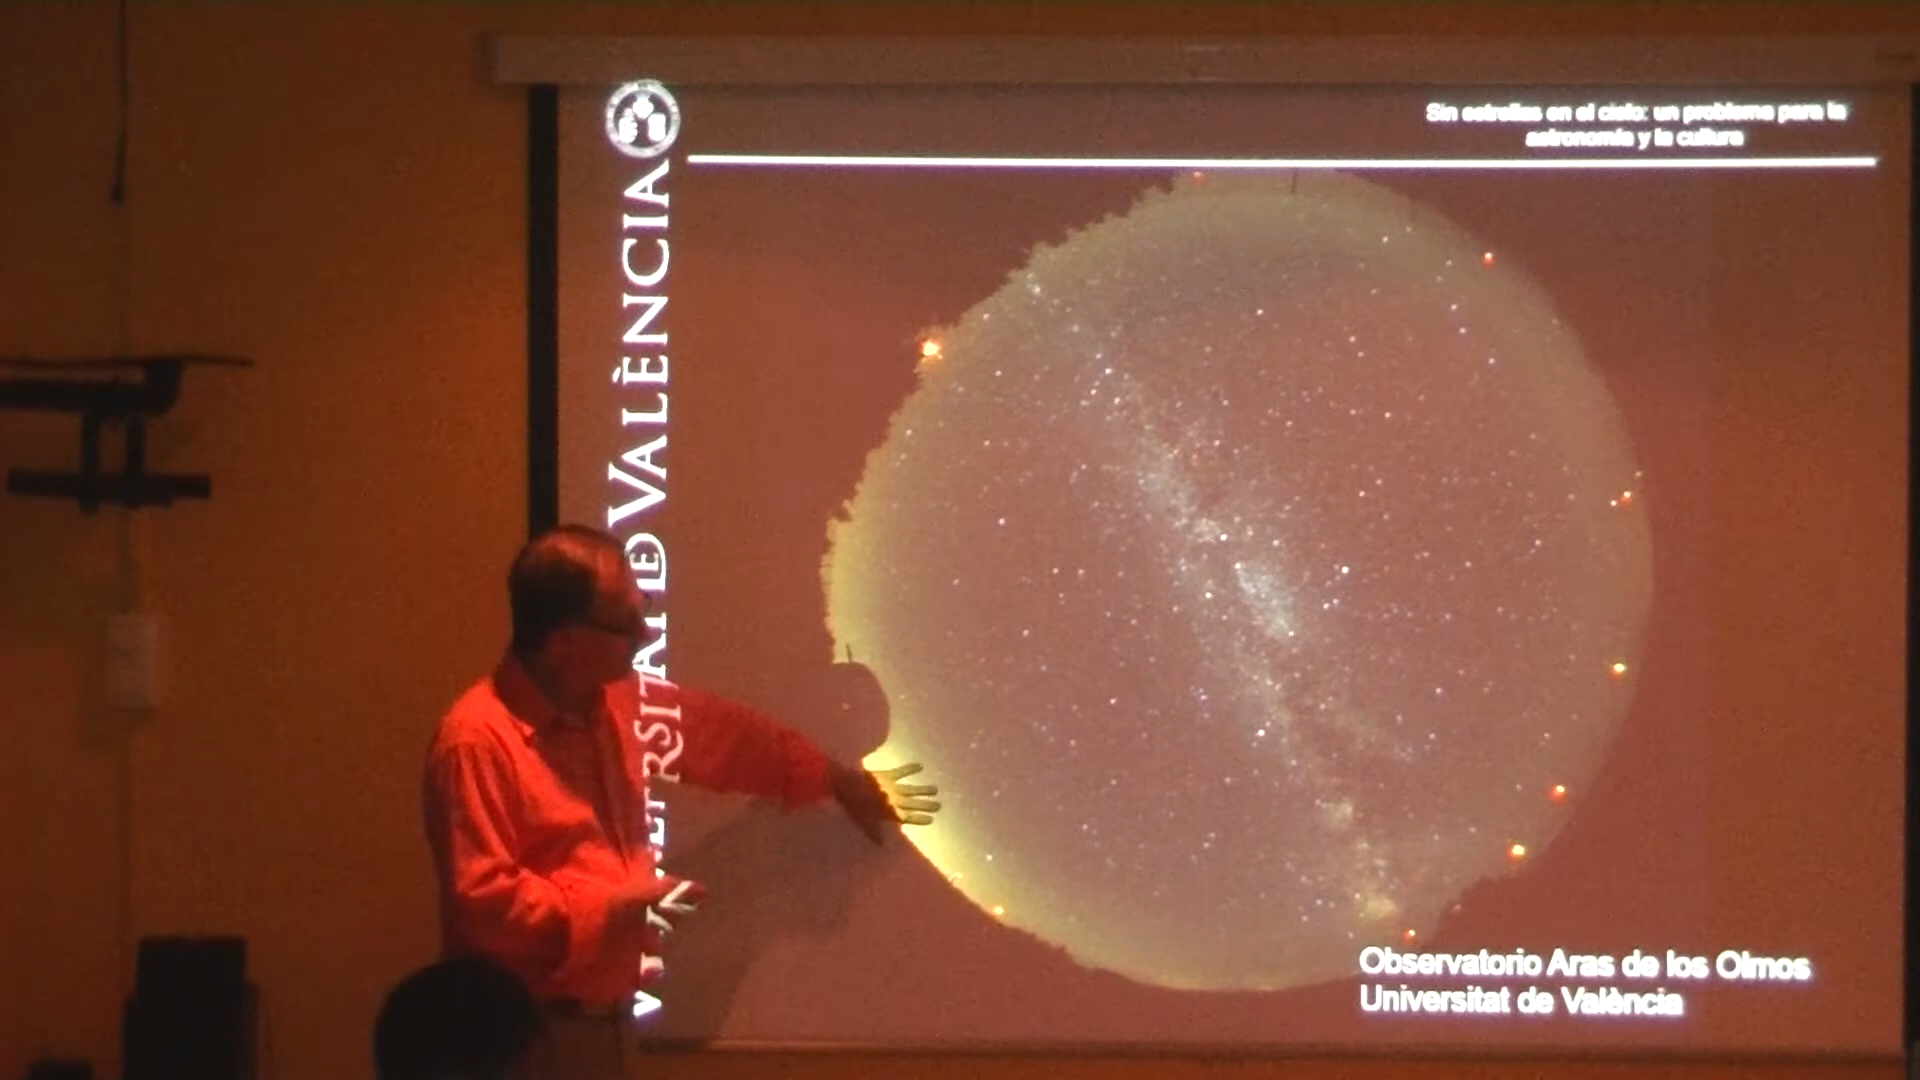 Sin estrellas en el cielo: un problema para la
astronomía y la cultura
VNIVERSITAT DE VALÈNCIA
Observatorio Aras de los Olmos
Universitat de València